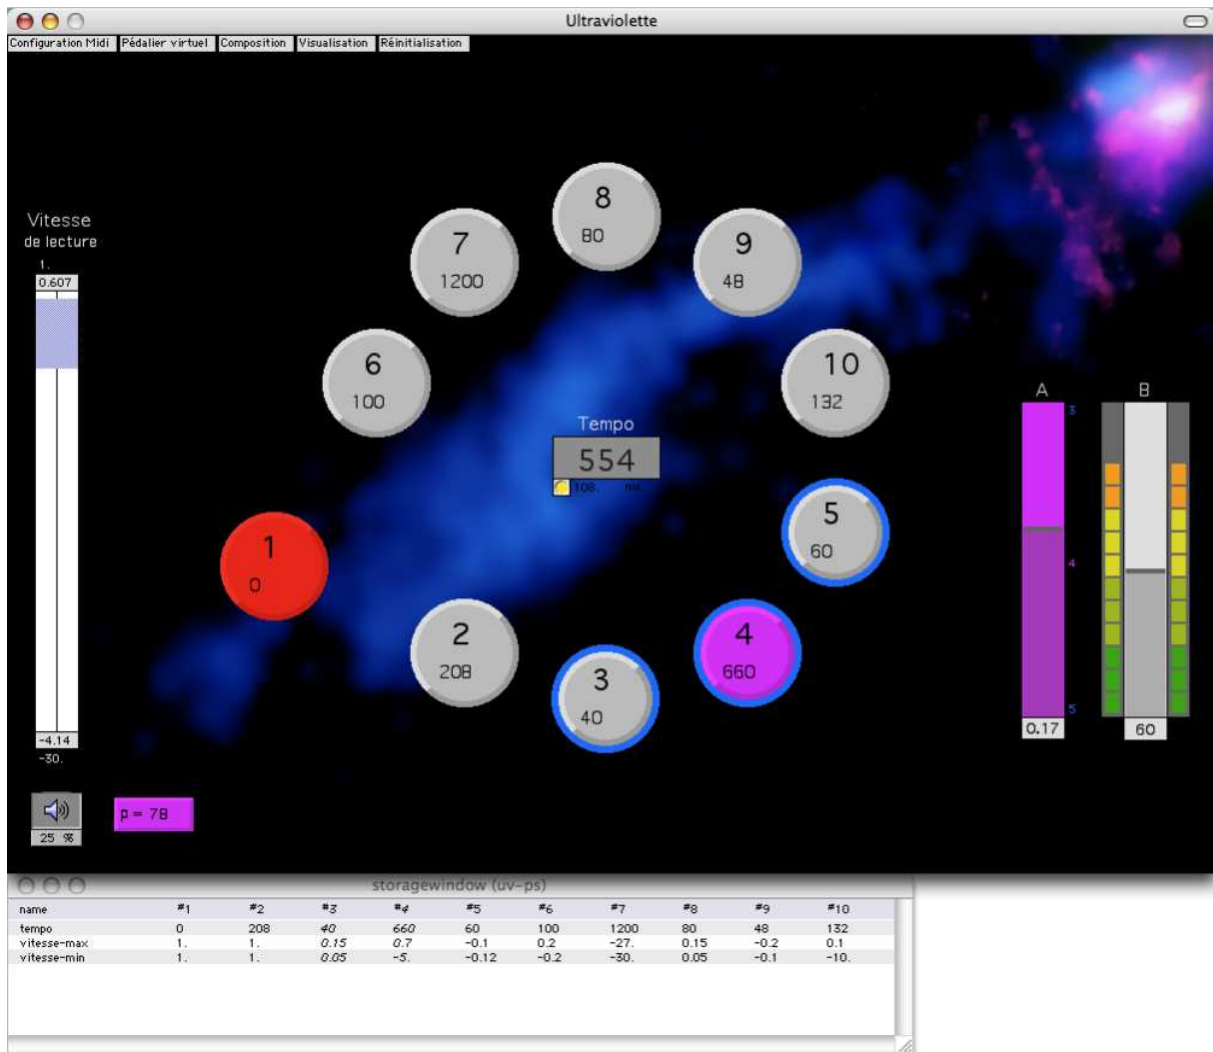 Ultraviolette
Configuration Midi Pédalier virtuel Composition Visualisation Réinitialisation
8
80
7
1200
9
48
Vitesse
de lecture
1.
0.607
6
100
10
132
A
B
3
Tempo
554
108.
5
60
1
0
4
2
208
4
660
3
40
5
0.17
60
-4.14
-30.
p = 78
25 %
storagewindow (uv-ps)
name #1 #2 #3 #4 #5 #6 #7 #8 #9 #10
tempo 0 208 40 660 60 100 1200 80 48 132
vitesse-max 1. 1. 0.15 0.7 -0.1 0.2 -27. 0.15 -0.2 0.1
vitesse-min 1. 1. 0.05 -5. -0.12 -0.2 -30. 0.05 -0.1 -10.